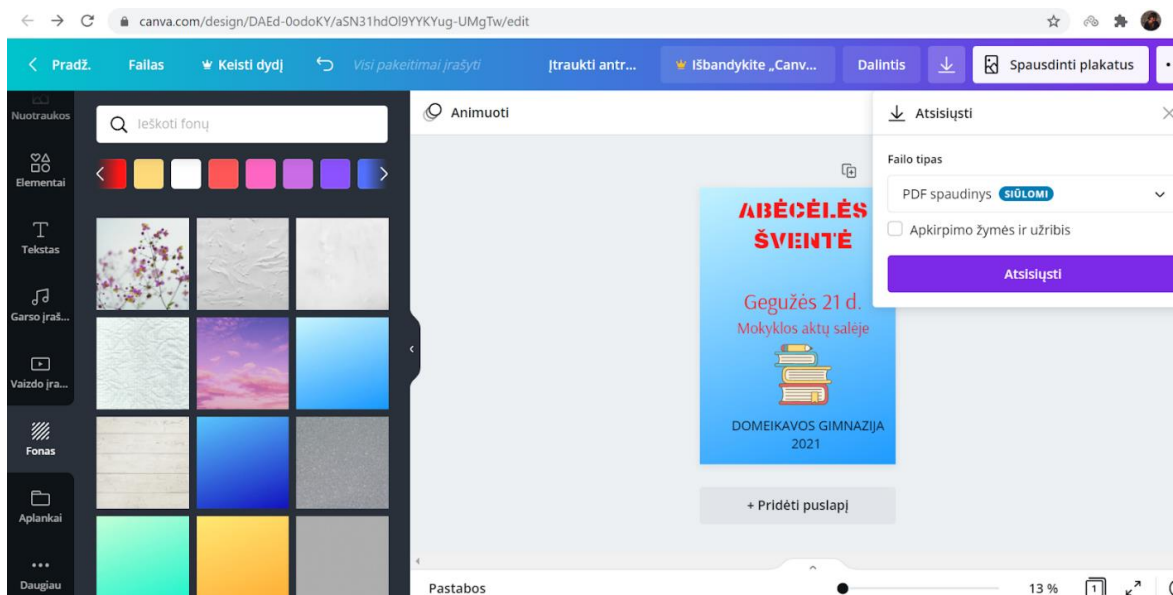 canva.com/design/DAEd-0odoKY/aSN31hdOl9YYKYug-UMgTw/edit
Pradž.
Failas
Keisti dydį
Visi pakeitimai įrašyti
Įtraukti antr...
Išbandykite „Canv...
Dalintis
Spausdinti plakatus
Nuotraukos
Elementai
Tekstas
Garso įraš...
Vaizdo įra...
Fonas
Aplankai
Daugiau
Ieškoti fonų
Animuoti
Atsisiųsti
Failo tipas
PDF spaudinys SIŪLOMI
Apkirpimo žymės ir užribis
Atsisiųsti
ABĖCĖLĖS
ŠVENTĖ
Gegužės 21 d.
Mokyklos aktų salėje
DOMEIKAVOS GIMNAZIJA
2021
+ Pridėti puslapį
Pastabos
13 %
1